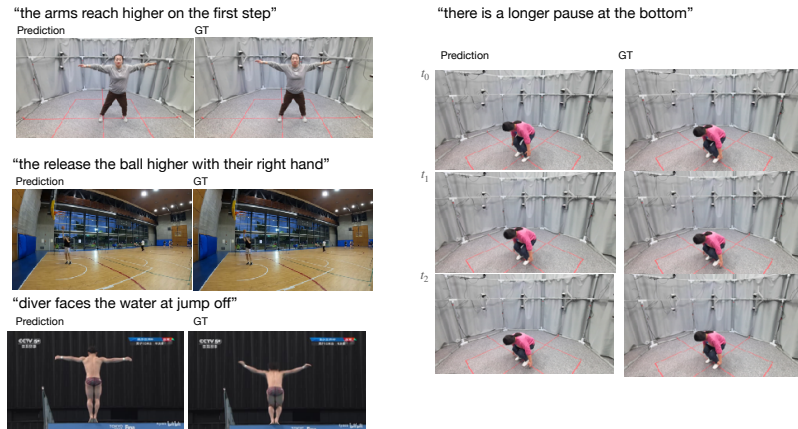 “the arms reach higher on the first step”
Prediction
GT
“the release the ball higher with their right hand”
Prediction
GT
“diver faces the water at jump off”
Prediction
GT
CCTV
“there is a longer pause at the bottom”
Prediction
GT
t0
t1
t2